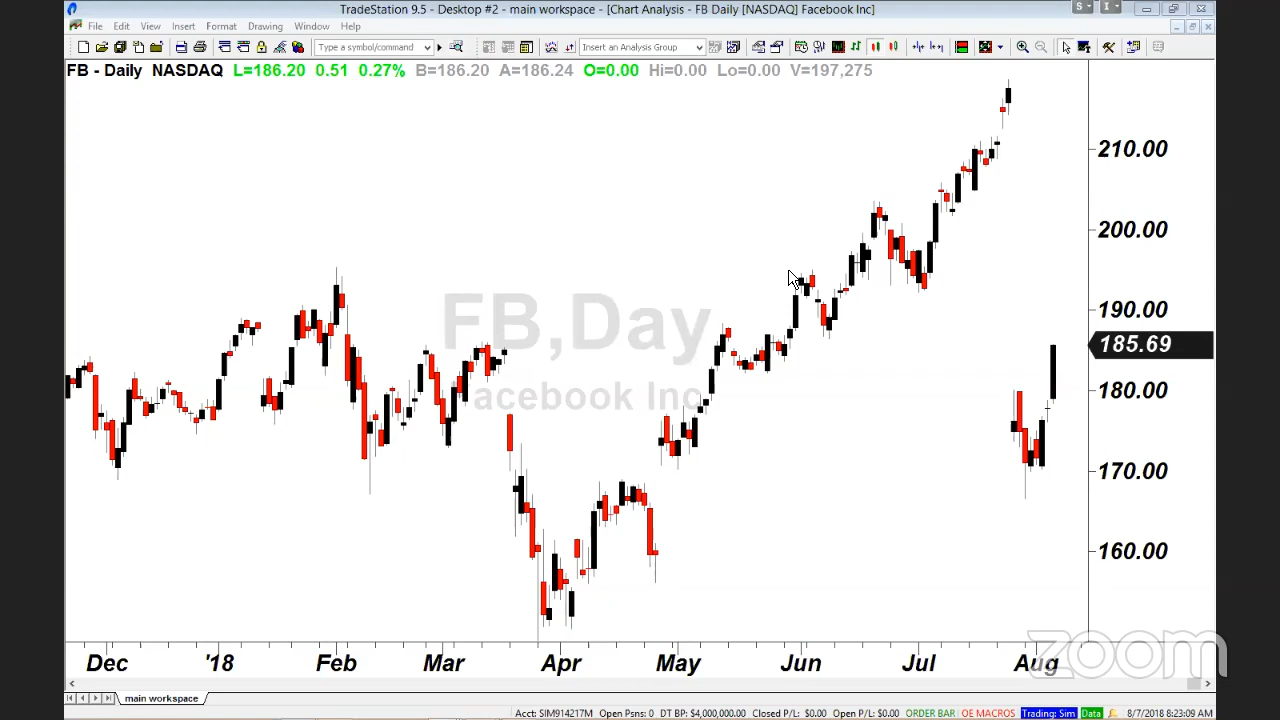 TradeStation 9.5 - Desktop #2 - main workspace - [Chart Analysis - FB Daily [NASDAQ] Facebook Inc]
S
I
File Edit View Insert Format Drawing Window Help
Type a symbol/command
Insert an Analysis Group
FB - Daily NASDAQ L=186.20 0.51 0.27% B=186.20 A=186.24 O=0.00 Hi=0.00 Lo=0.00 V=197,275
210.00
200.00
190.00
185.69
180.00
170.00
160.00
FB,Day
Facebook Inc
Dec '18 Feb Mar Apr May Jun Jul Aug
zoom
main workspace
Acct: SIM914217M Open Psns: 0 DT BP: $4,000,000.00 Closed P/L: $0.00 Open P/L: $0.00 ORDER BAR OE MACROS Trading: Sim Data 8/7/2018 8:23:09 AM